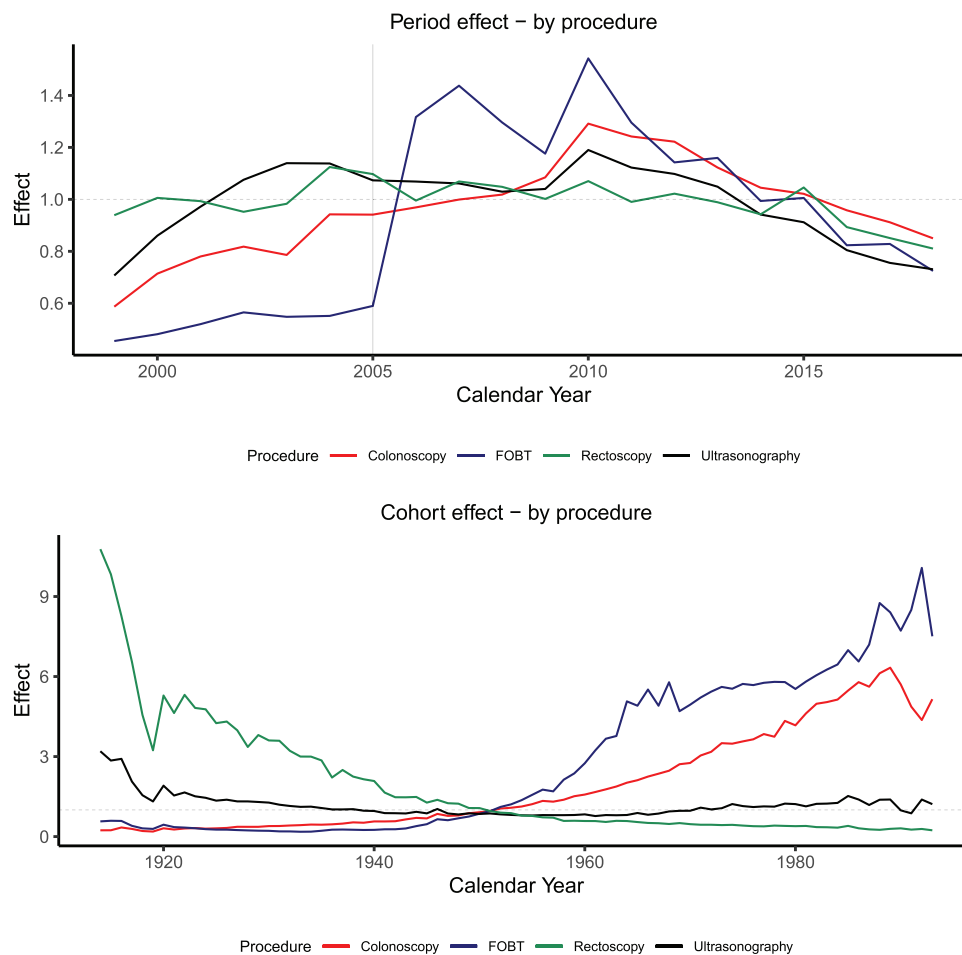 Period effect − by procedure
Effect
1.4
1.2
1.0
0.8
0.6
2000 2005 2010 2015
Calendar Year
Procedure Colonoscopy FOBT Rectoscopy Ultrasonography
Cohort effect − by procedure
Effect
9
6
3
0
1920 1940 1960 1980
Calendar Year
Procedure Colonoscopy FOBT Rectoscopy Ultrasonography